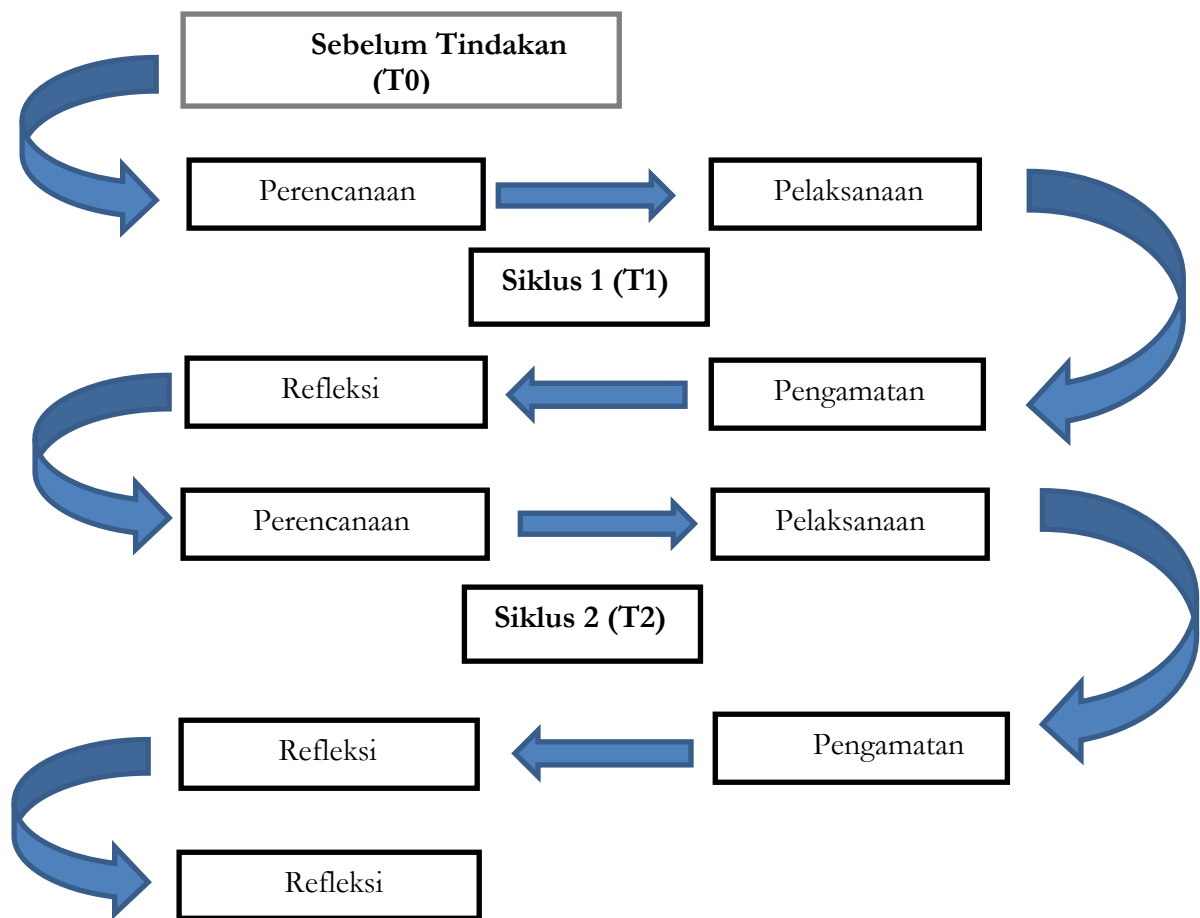 Sebelum Tindakan
(T0)
Perencanaan
Pelaksanaan
Siklus 1 (T1)
Refleksi
Pengamatan
Perencanaan
Pelaksanaan
Siklus 2 (T2)
Refleksi
Pengamatan
Refleksi